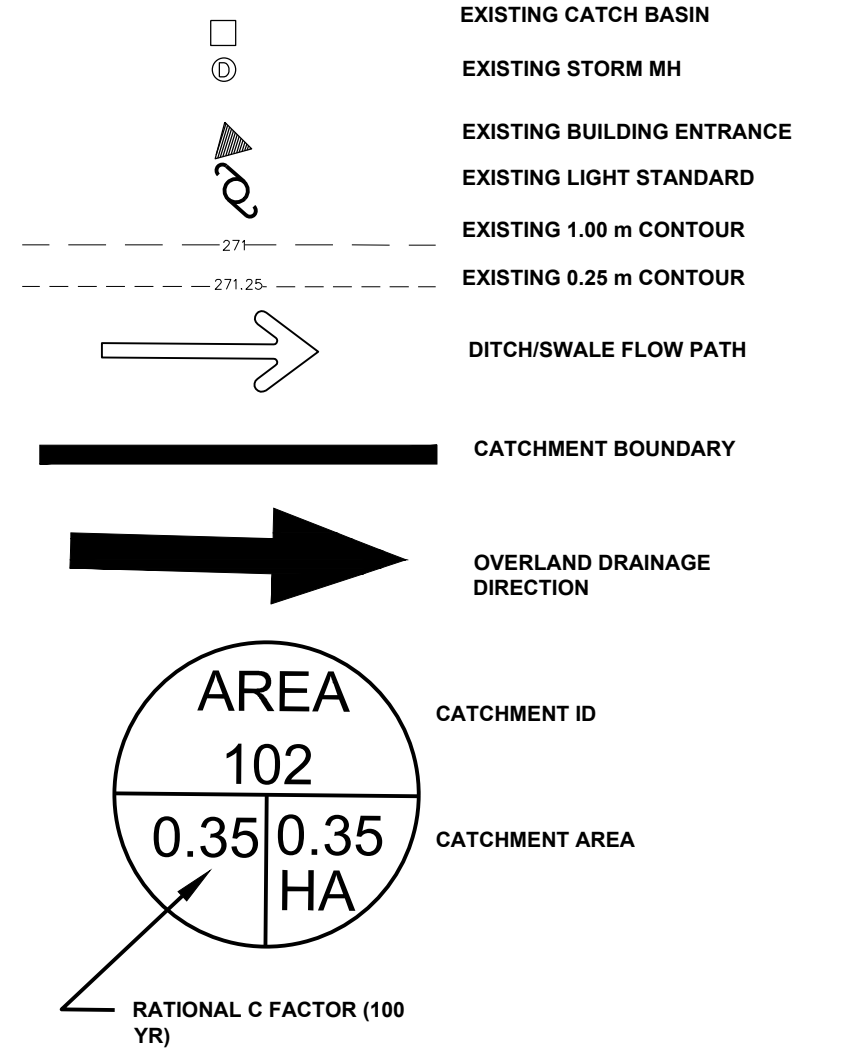 EXISTING CATCH BASIN
D
EXISTING STORM MH
EXISTING BUILDING ENTRANCE
EXISTING LIGHT STANDARD
271
EXISTING 1.00 m CONTOUR
271.25
EXISTING 0.25 m CONTOUR
DITCH/SWALE FLOW PATH
CATCHMENT BOUNDARY
OVERLAND DRAINAGE
DIRECTION
AREA
102
CATCHMENT ID
0.35
0.35
HA
CATCHMENT AREA
RATIONAL C FACTOR (100
YR)